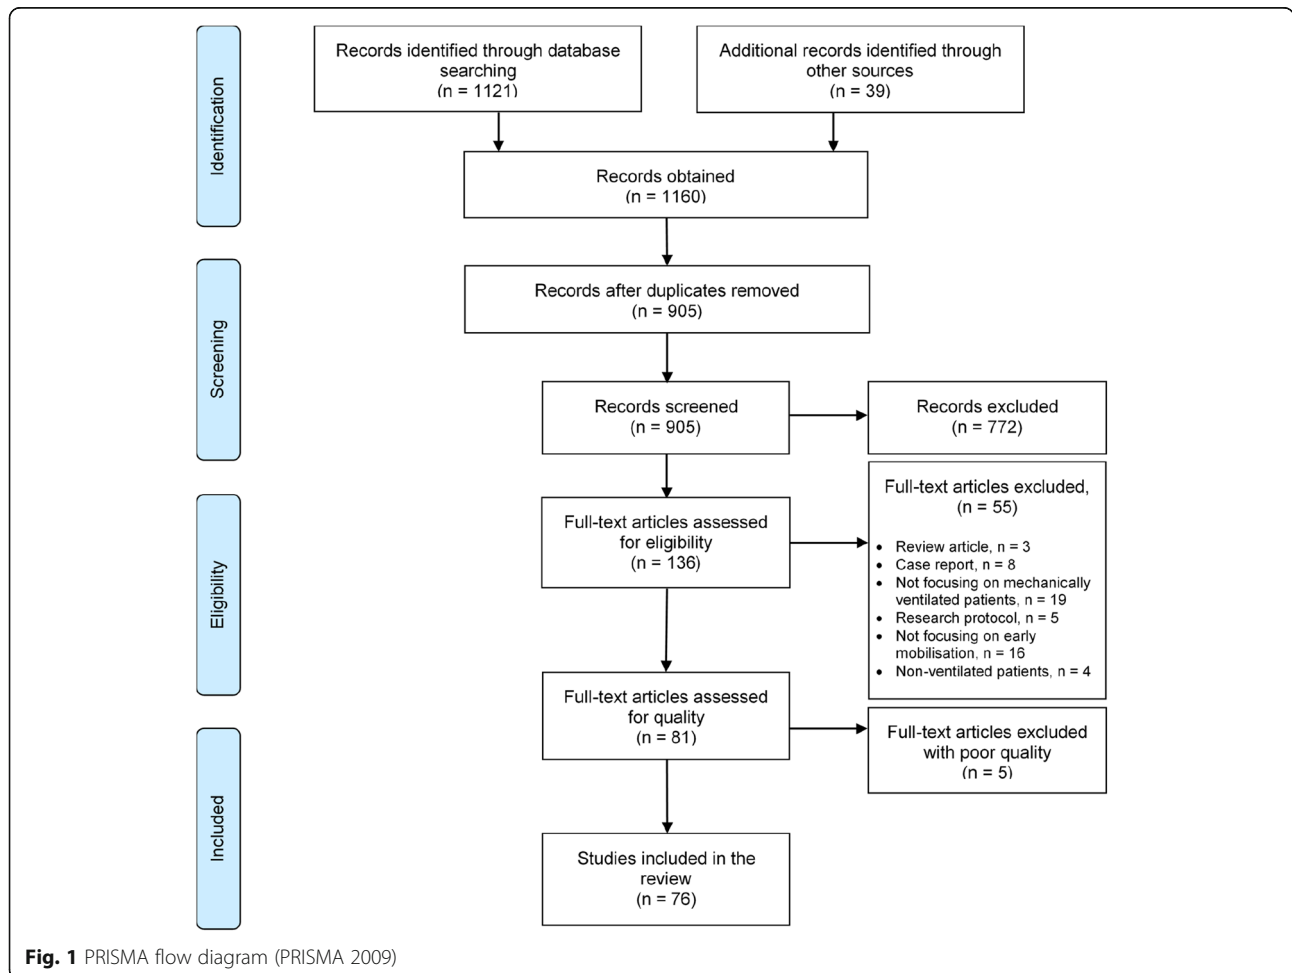 Identification
Records identified through database
searching
(n = 1121)
Additional records identified through
other sources
(n = 39)
Records obtained
(n = 1160)
Screening
Records after duplicates removed
(n = 905)
Records screened
(n = 905)
Records excluded
(n = 772)
Eligibility
Full-text articles assessed
for eligibility
(n = 136)
Full-text articles excluded,
(n = 55)
• Review article, n = 3
• Case report, n = 8
• Not focusing on mechanically
ventilated patients, n = 19
• Research protocol, n = 5
• Not focusing on early
mobilisation, n = 16
• Non-ventilated patients, n = 4
Full-text articles assessed
for quality
(n = 81)
Full-text articles excluded
with poor quality
(n = 5)
Included
Studies included in the
review
(n = 76)
Fig. 1 PRISMA flow diagram (PRISMA 2009)